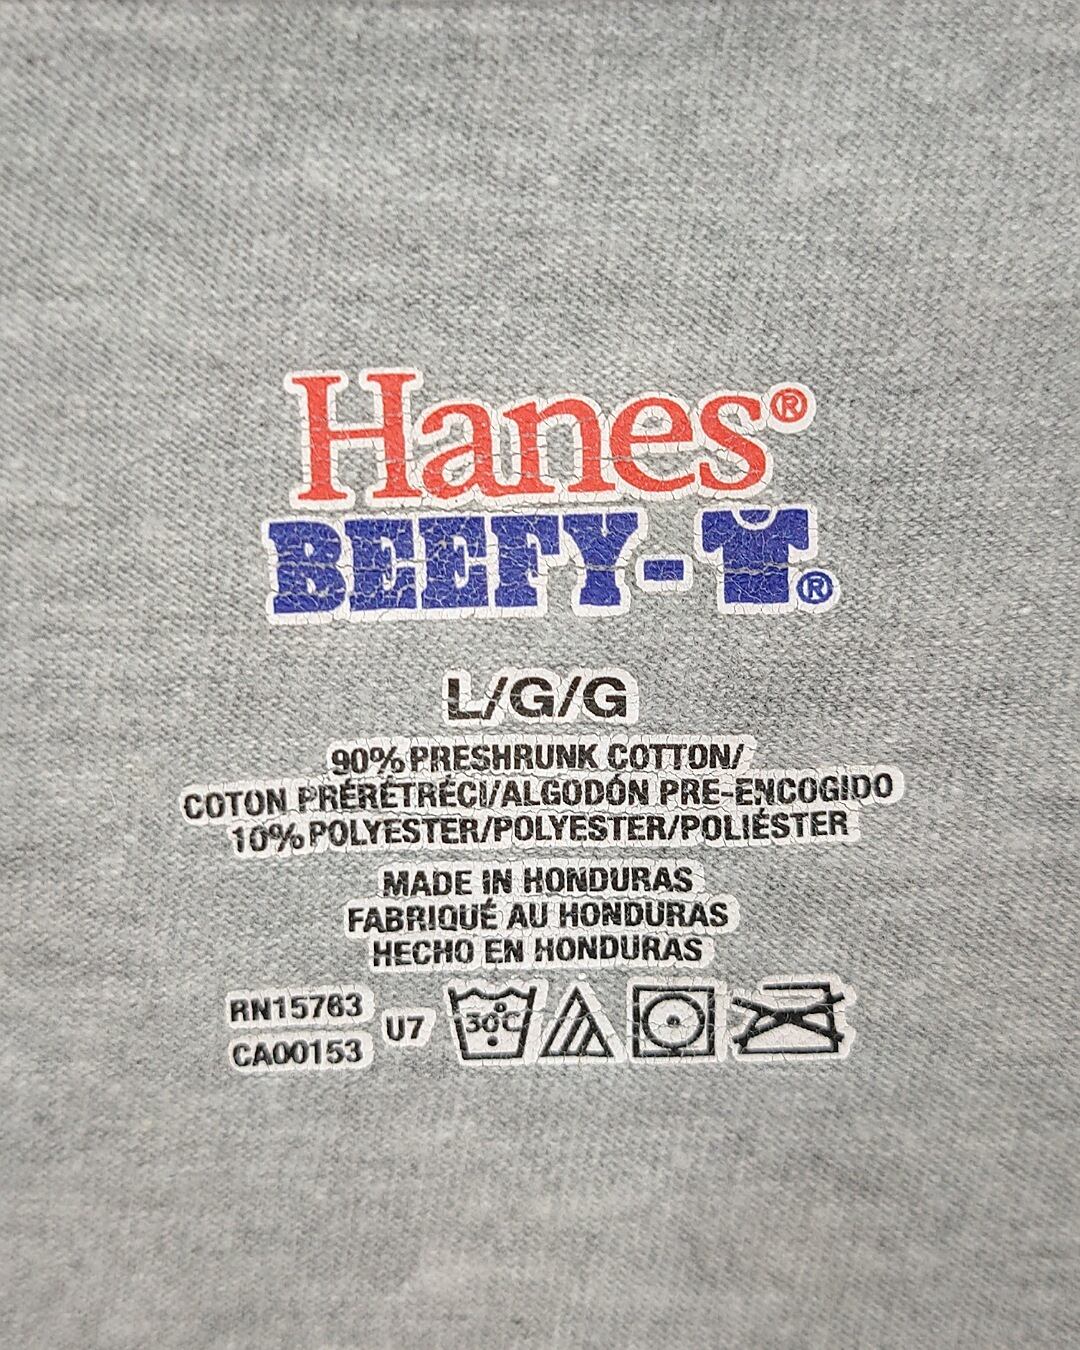 Hanes®
BEEFY-T®
L/G/G
90% PRESHRUNK COTTON/
COTON PRÉRÉTRÉCI/ALGODÓN PRE-ENCOGIDO
10% POLYESTER/POLYESTER/POLIÉSTER
MADE IN HONDURAS
FABRIQUÉ AU HONDURAS
HECHO EN HONDURAS
RN15763
CA00153
U7
30°C